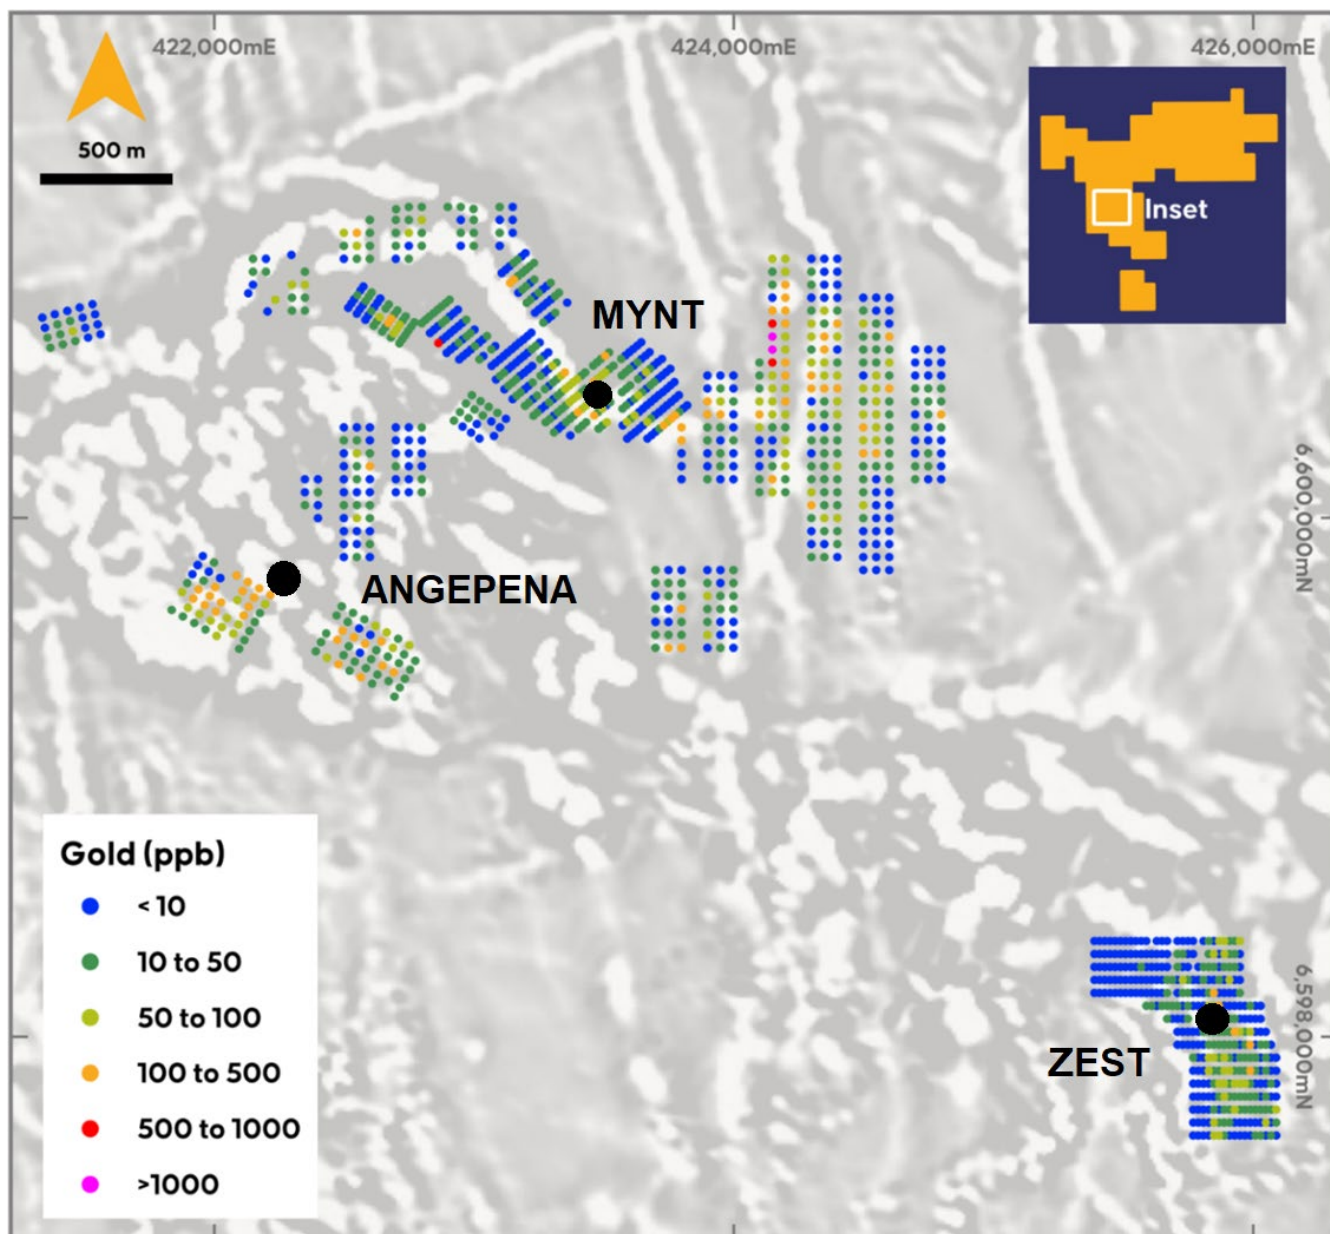 422,000mE
424,000mE
426,000mE
500 m
Inset
MYNT
6,600,000mN
ANGEPENA
Gold (ppb)
< 10
10 to 50
50 to 100
100 to 500
500 to 1000
>1000
ZEST
6,598,000mN